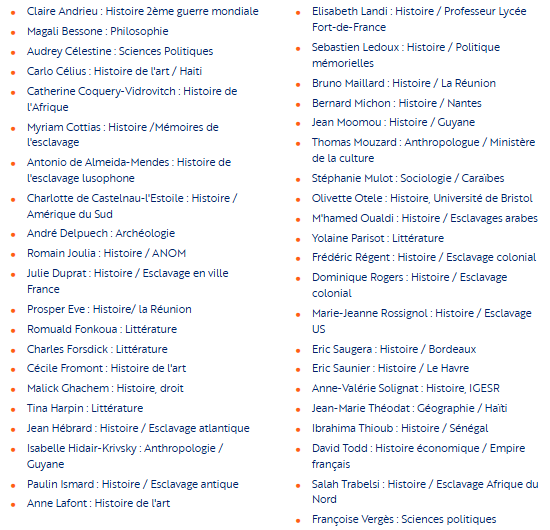 Claire Andrieu : Histoire 2ème guerre mondiale
Magali Bessone : Philosophie
Audrey Célestine : Sciences Politiques
Carlo Célius : Histoire de l'art / Haiti
Catherine Coquery-Vidrovitch : Histoire de
l'Afrique
Myriam Cottias : Histoire /Mémoires de
l'esclavage
Antonio de Almeida-Mendes : Histoire de
l'esclavage lusophone
Charlotte de Castelnau-l'Estoile : Histoire /
Amérique du Sud
André Delpuech : Archéologie
Romain Joulia : Histoire / ANOM
Julie Duprat : Histoire / Esclavage en ville
France
Prosper Eve : Histoire/ la Réunion
Romuald Fonkoua : Littérature
Charles Forsdick : Littérature
Cécile Fromont : Histoire de l'art
Malick Ghachem : Histoire, droit
Tina Harpin : Littérature
Jean Hébrard : Histoire / Esclavage atlantique
Isabelle Hidair-Krivsky : Anthropologie /
Guyane
Paulin Ismard : Histoire / Esclavage antique
Anne Lafont : Histoire de l'art
Elisabeth Landi : Histoire / Professeur Lycée
Fort-de-France
Sebastien Ledoux : Histoire / Politique
mémorielles
Bruno Maillard : Histoire / La Réunion
Bernard Michon : Histoire / Nantes
Jean Moomou : Histoire / Guyane
Thomas Mouzard : Anthropologue / Ministère
de la culture
Stéphanie Mulot : Sociologie / Caraïbes
Olivette Otele : Histoire, Université de Bristol
M'hamed Oualdi : Histoire / Esclavages arabes
Yolaine Parisot : Littérature
Frédéric Régent : Histoire / Esclavage colonial
Dominique Rogers : Histoire / Esclavage
colonial
Marie-Jeanne Rossignol : Histoire / Esclavage
US
Eric Saugera : Histoire / Bordeaux
Eric Saunier : Histoire / Le Havre
Anne-Valérie Solignat : Histoire, IGESR
Jean-Marie Théodat : Géographie / Haïti
Ibrahima Thioub : Histoire / Sénégal
David Todd : Histoire économique / Empire
français
Salah Trabelsi : Histoire / Esclavage Afrique du
Nord
Françoise Vergès : Sciences politiques